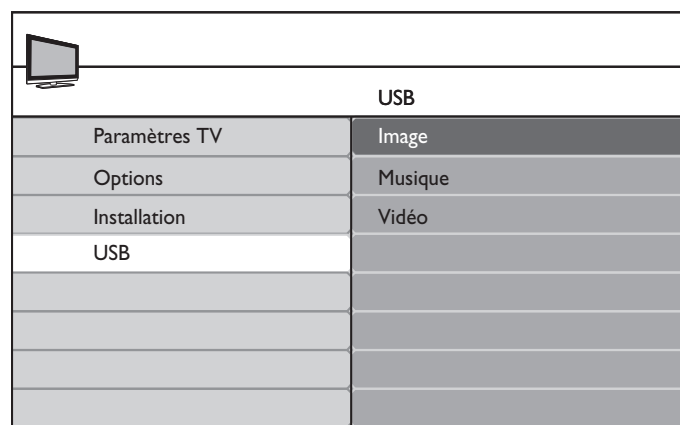 USB
Paramètres TV
Image
Options
Musique
Installation
Vidéo
USB